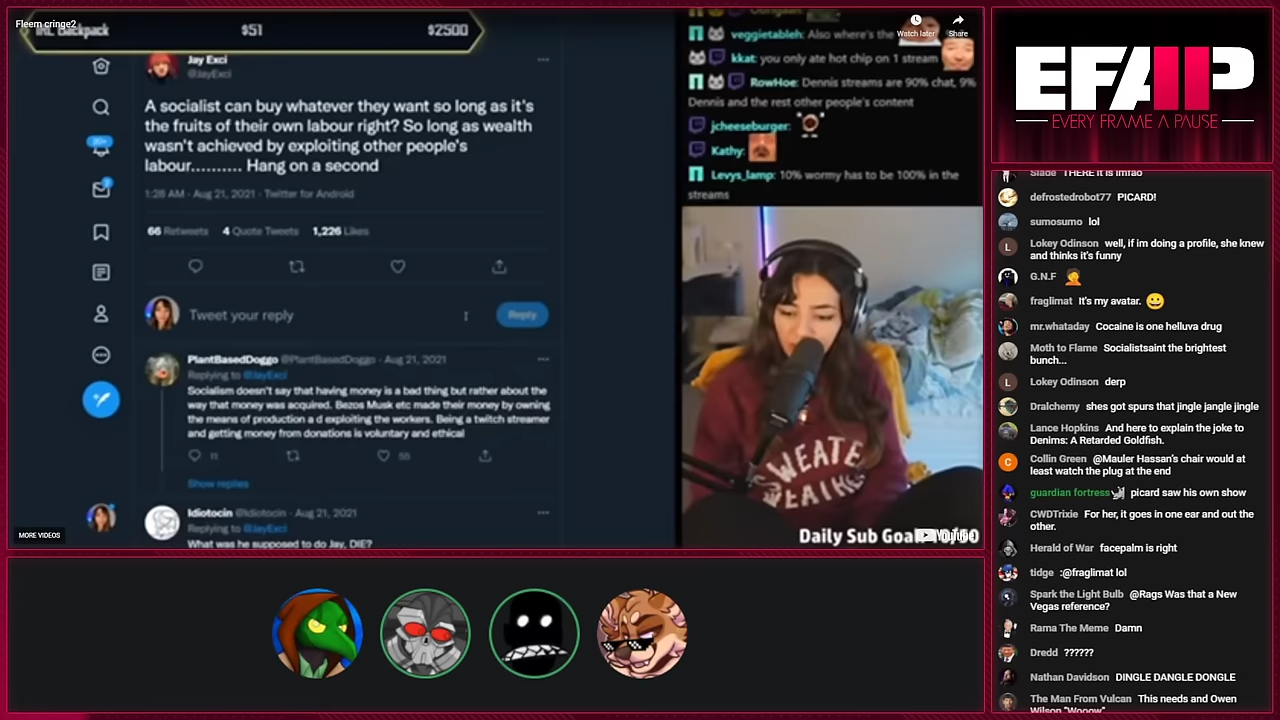 Fleem cringe2
IRL Backpack
$51
$2500
Watch later
Share
Jay Exci
@JayExci
A socialist can buy whatever they want so long as it's
the fruits of their own labour right? So long as wealth
wasn't achieved by exploiting other people's
labour.......... Hang on a second
1:28 AM · Aug 21, 2021 · Twitter for Android
66 Retweets 4 Quote Tweets 1,226 Likes
Tweet your reply
Reply
PlantBasedDoggo @PlantBasedDoggo · Aug 21, 2021
Replying to @JayExci
Socialism doesn't say that having money is a bad thing but rather about the
way that money was acquired. Bezos Musk etc made their money by owning
the means of production a d exploiting the workers. Being a twitch streamer
and getting money from donations is voluntary and ethical
11
55
Show replies
Idiotocin @Idiotocin · Aug 21, 2021
Replying to @JayExci
What was he supposed to do Jay, DIE?
MORE VIDEOS
veggietableh: Also where's the
kkat: you only ate hot chip on 1 stream
RowHoe: Dennis streams are 90% chat, 9%
Dennis and the rest other people's content
jcheeseburger:
Kathy:
Levys_lamp: 10% wormy has to be 100% in the
streams
SWEATE
WEATHE
Daily Sub Goal
YouTube
EFAP
EVERY FRAME A PAUSE
Slade THERE it is lmfao
defrostedrobot77 PICARD!
sumosumo lol
Lokey Odinson well, if im doing a profile, she knew
and thinks it's funny
G.N.F 🤦
fraglimat It's my avatar. 😀
mr.whataday Cocaine is one helluva drug
Moth to Flame Socialistsaint the brightest
bunch...
L Lokey Odinson derp
Dralchemy shes got spurs that jingle jangle jingle
Lance Hopkins And here to explain the joke to
Denims: A Retarded Goldfish.
C Collin Green @Mauler Hassan's chair would at
least watch the plug at the end
guardian fortress picard saw his own show
CWDTrixie For her, it goes in one ear and out the
other.
Herald of War facepalm is right
tidge :@fraglimat lol
Spark the Light Bulb @Rags Was that a New
Vegas reference?
Rama The Meme Damn
Dredd ??????
Nathan Davidson DINGLE DANGLE DONGLE
The Man From Vulcan This needs and Owen
Wilson "Wooow"